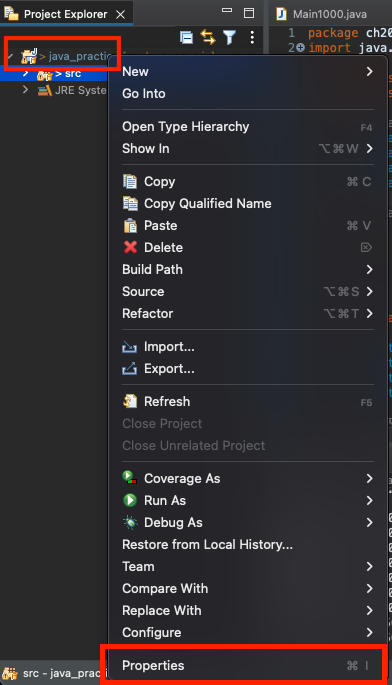 Project Explorer
Main1000.java
package ch20
import java.
> java_practic
> src
JRE Syste
New
Go Into
Open Type Hierarchy F4
Show In ⌥⌘W
Copy ⌘ C
Copy Qualified Name
Paste ⌘ V
Delete ⌦
Build Path
Source ⌥⌘S
Refactor ⌥⌘T
Import...
Export...
Refresh F5
Close Project
Close Unrelated Project
Coverage As
Run As
Debug As
Restore from Local History...
Team
Compare With
Replace With
Configure
Properties ⌘ I
src - java_practi